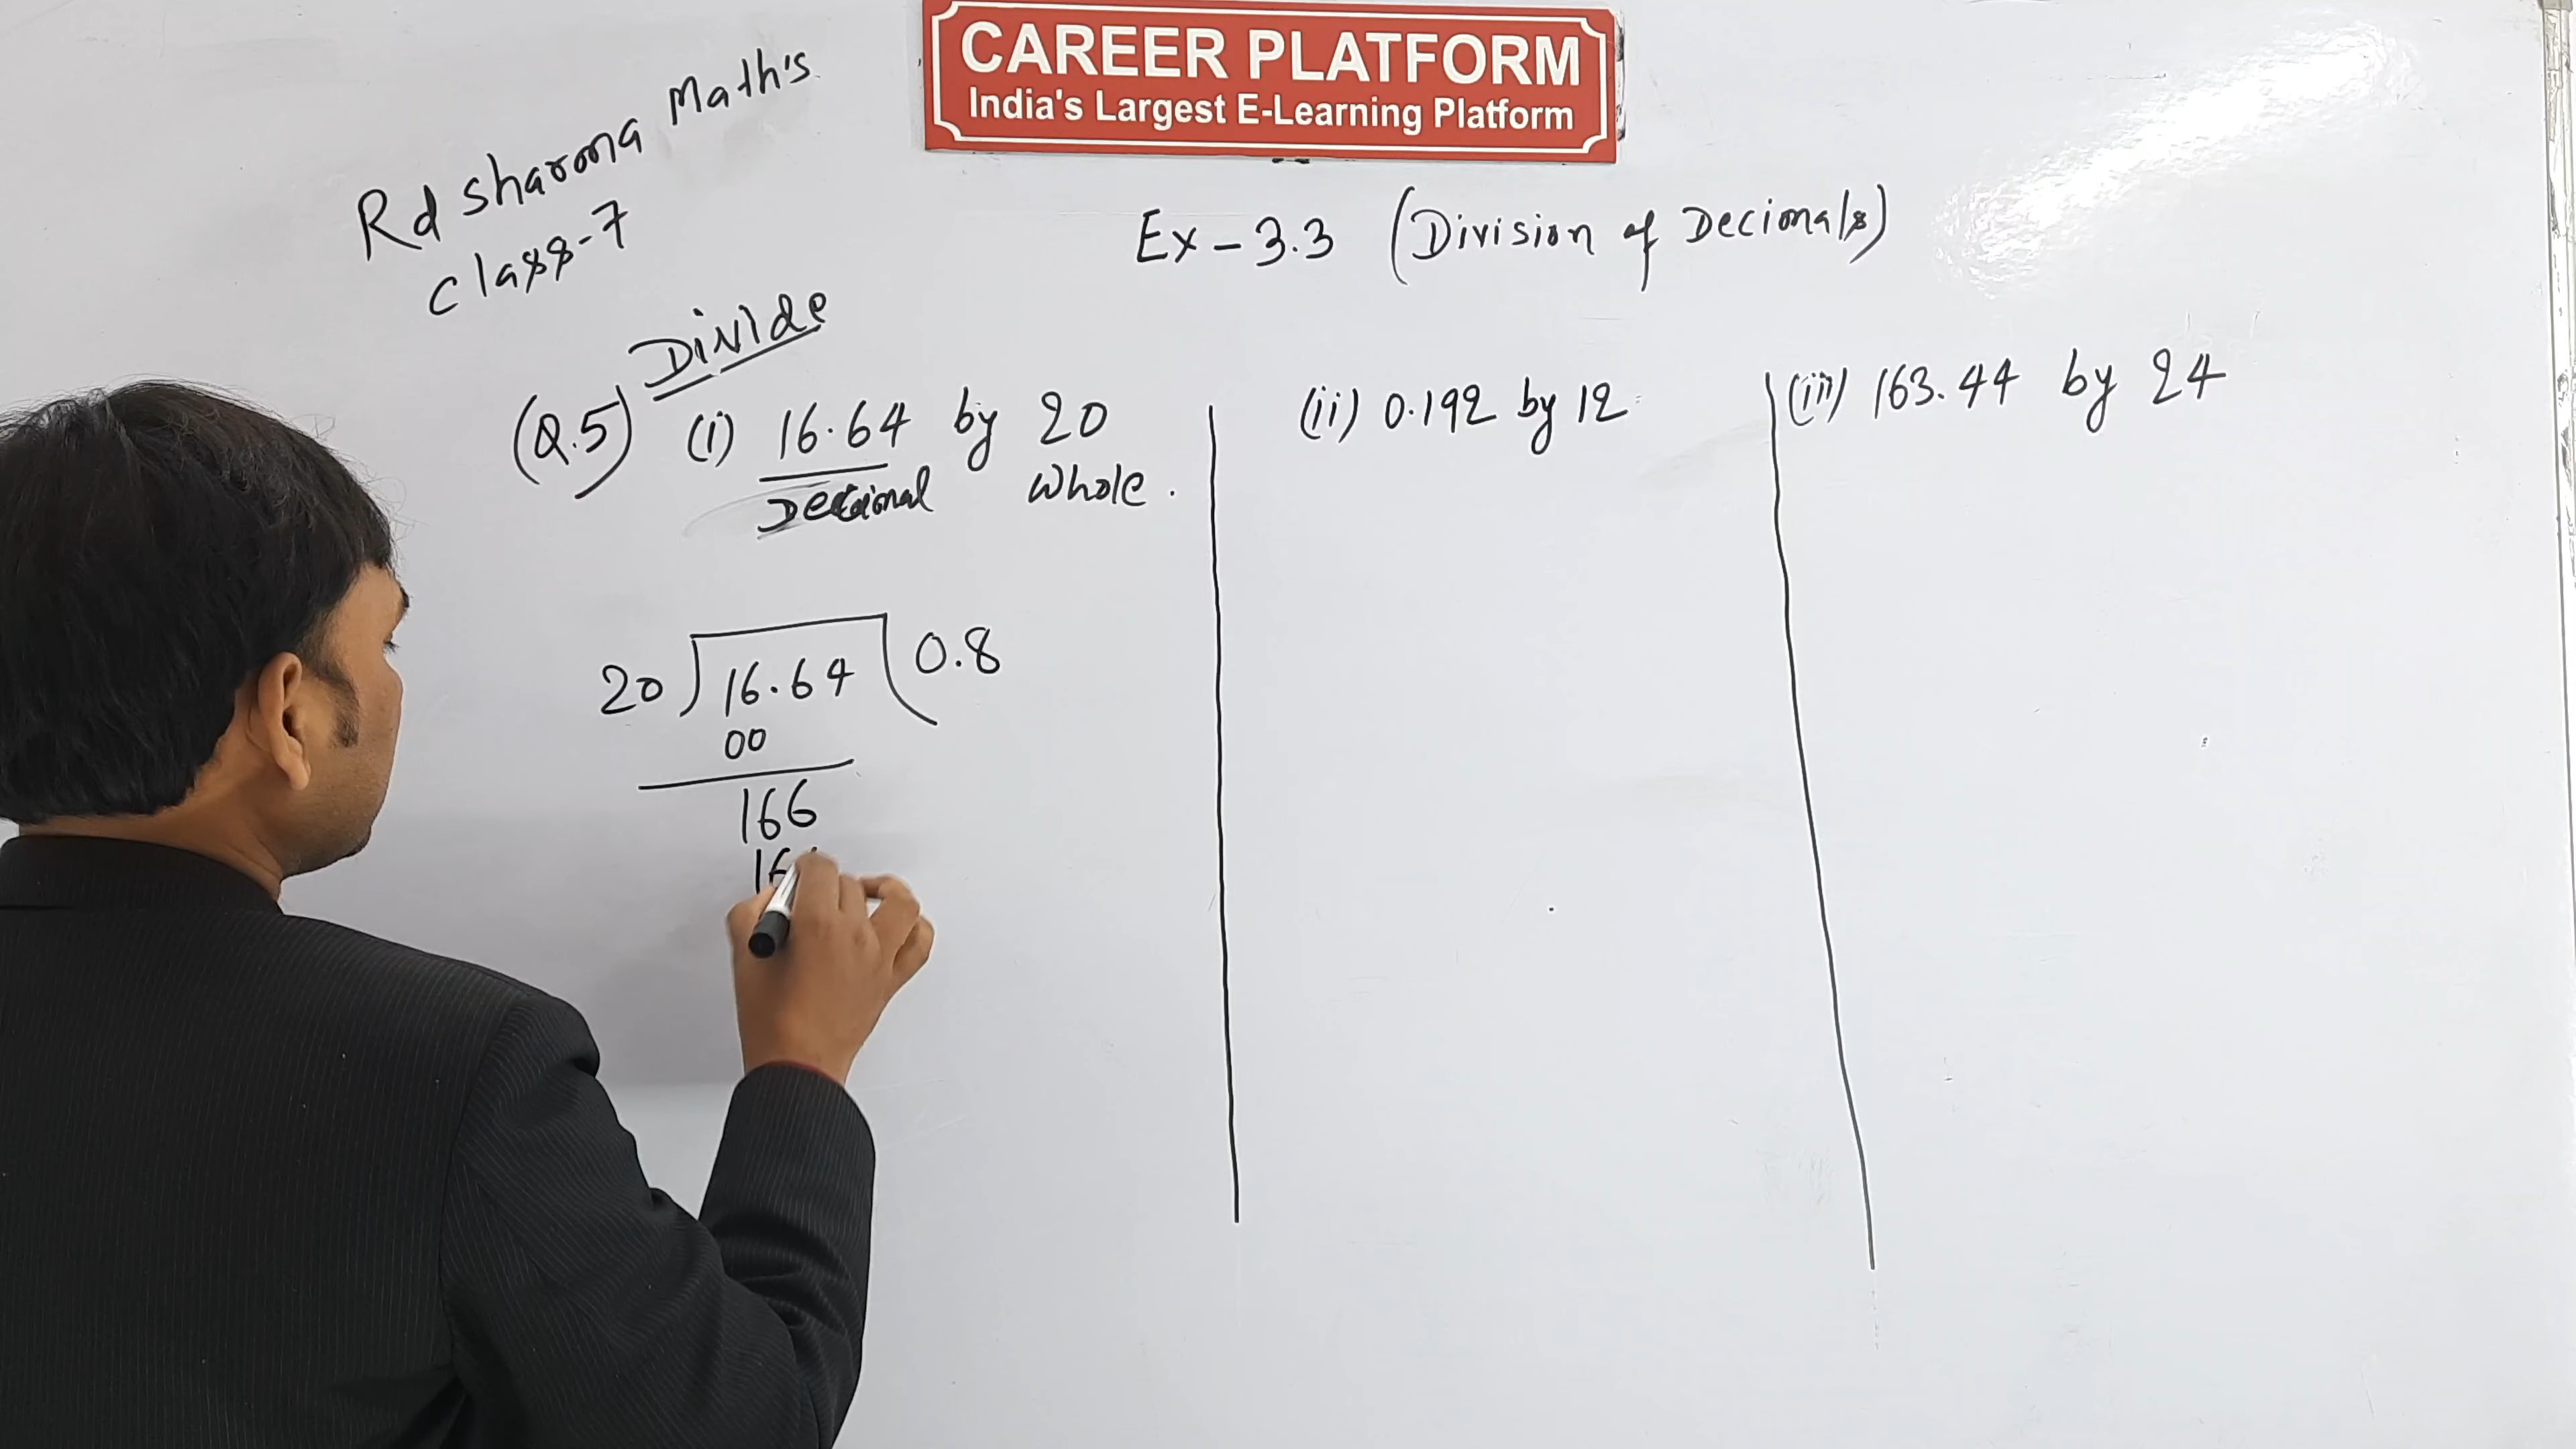 CAREER PLATFORM
India's Largest E-Learning Platform
Rd sharma Math's
Class-7
Ex-3.3 (Division of Decimals)
Divide
(Q.5) (i) 16.64 by 20
Decimal Whole.
(ii) 0.192 by 12
(iii) 163.44 by 24
20 ) 16.64 ( 0.8
00
166